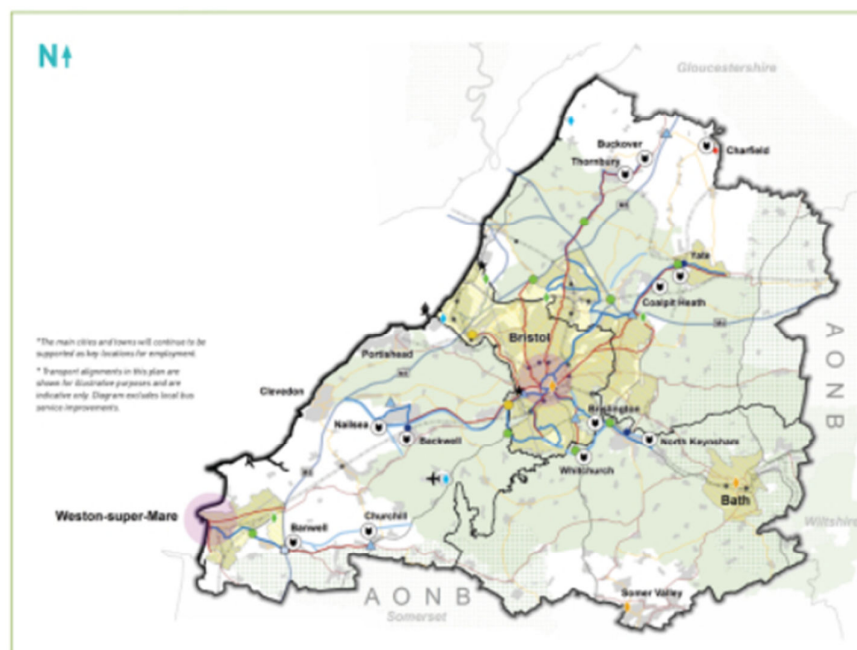 N
Gloucestershire
Buckover
Charfield
Thornbury
Yate
Coalpit Heath
*The main cities and towns will continue to
supported as key locations for employment.
* Transport alignments in this plan are
shown for illustrative purposes and are
indicative only. Diagram excludes local bus
service improvements.
Bristol
Portishead
AONB
Clevedon
Brislington
Nailsea
Backwell
North Keynsham
Whitchurch
Bath
Weston-super-Mare
Churchill
Banwell
Wiltshire
Somer Valley
AONB
Somerset